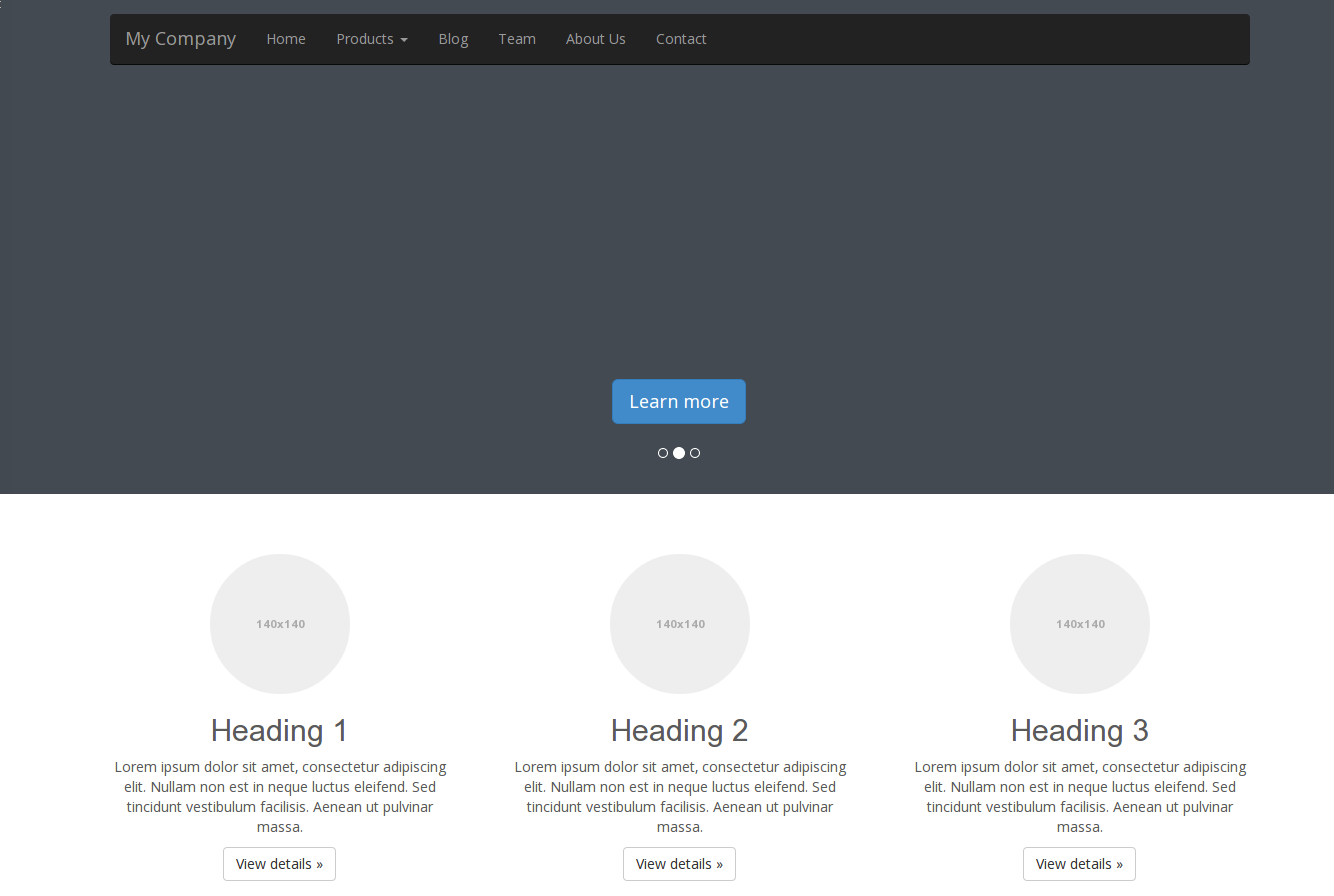 My Company Home Products Blog Team About Us Contact
Learn more
140x140 140x140 140x140
Heading 1 Heading 2 Heading 3
Lorem ipsum dolor sit amet, consectetur adipiscing Lorem ipsum dolor sit amet, consectetur adipiscing Lorem ipsum dolor sit amet, consectetur adipiscing
elit. Nullam non est in neque luctus eleifend. Sed elit. Nullam non est in neque luctus eleifend. Sed elit. Nullam non est in neque luctus eleifend. Sed
tincidunt vestibulum facilisis. Aenean ut pulvinar tincidunt vestibulum facilisis. Aenean ut pulvinar tincidunt vestibulum facilisis. Aenean ut pulvinar
massa. massa. massa.
View details » View details » View details »